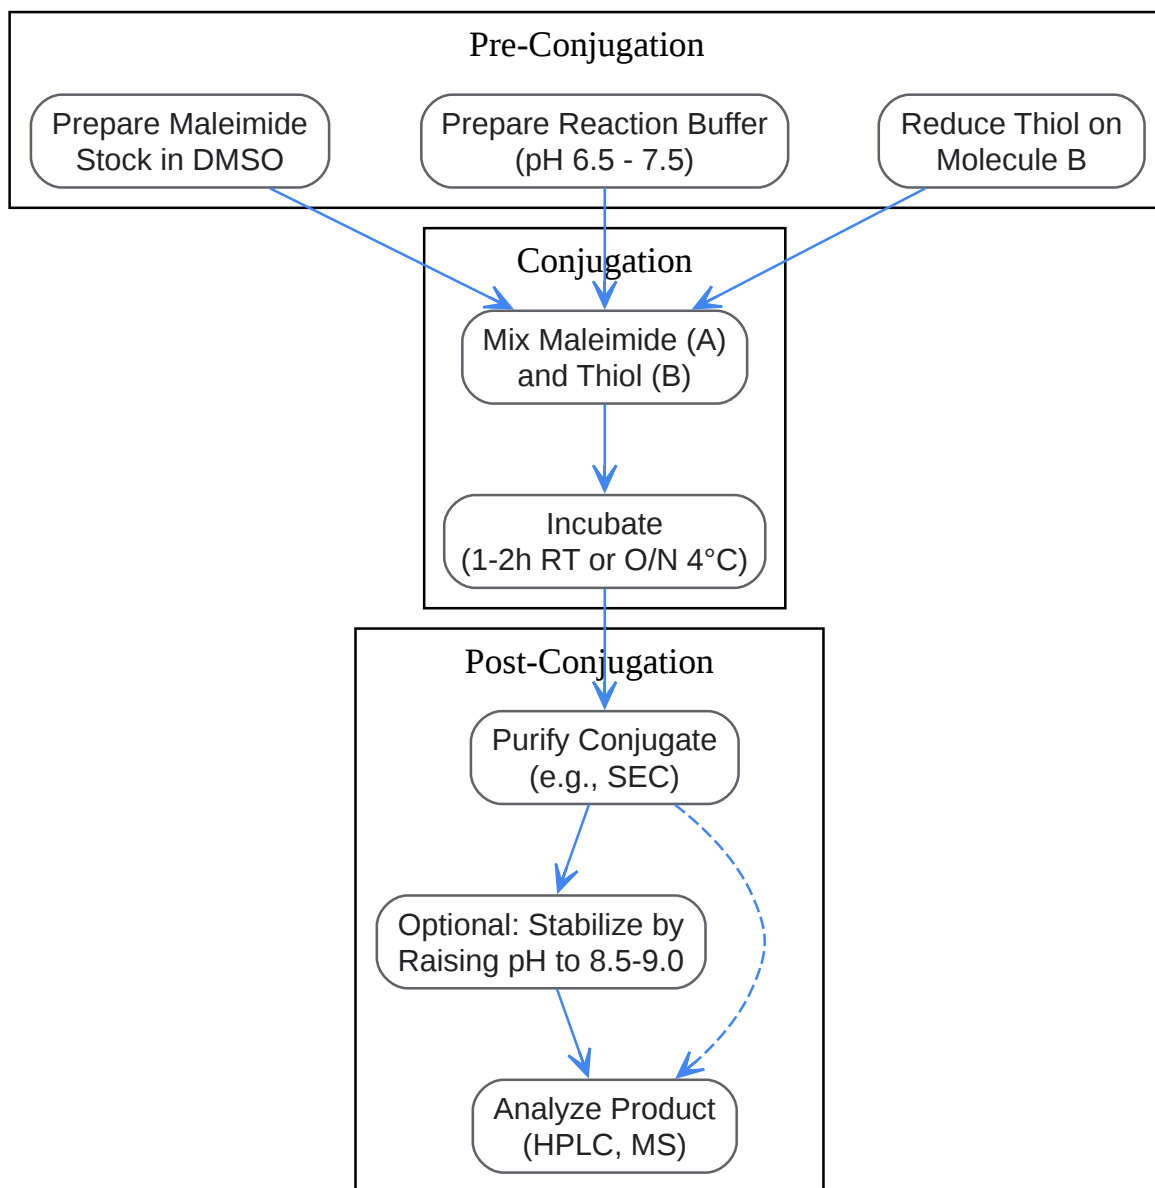 Pre-Conjugation
Prepare Maleimide
Stock in DMSO
Prepare Reaction Buffer
(pH 6.5 - 7.5)
Reduce Thiol on
Molecule B
Conjugation
Mix Maleimide (A)
and Thiol (B)
Incubate
(1-2h RT or O/N 4°C)
Post-Conjugation
Purify Conjugate
(e.g., SEC)
Optional: Stabilize by
Raising pH to 8.5-9.0
Analyze Product
(HPLC, MS)